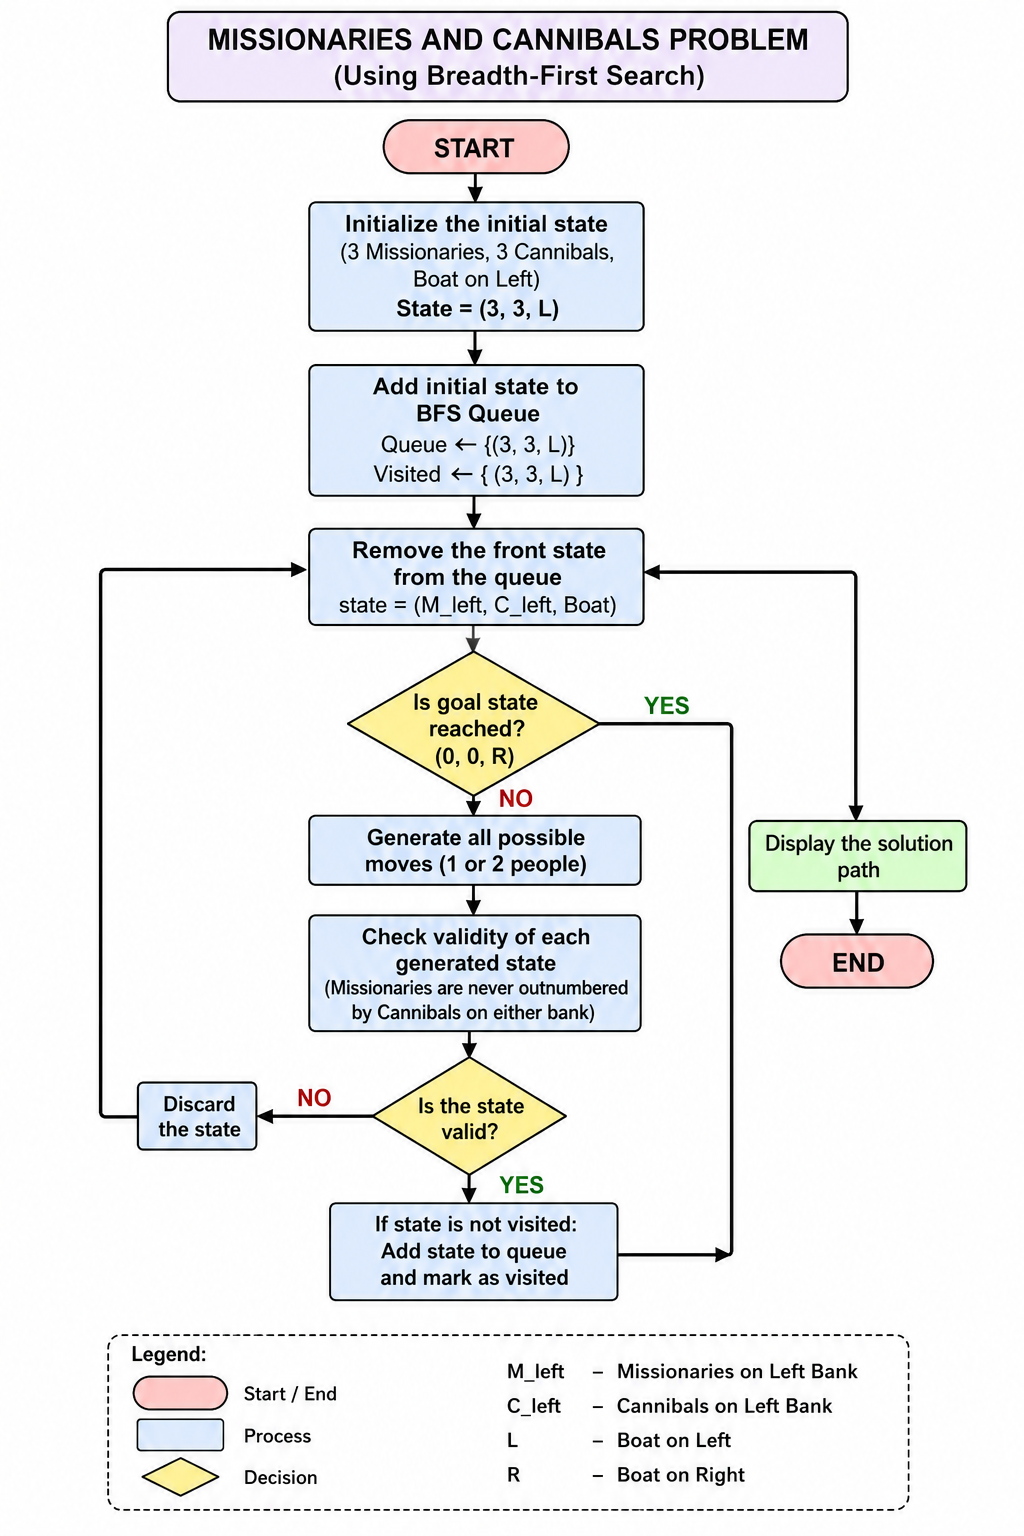 MISSIONARIES AND CANNIBALS PROBLEM
(Using Breadth-First Search)
START
Initialize the initial state
(3 Missionaries, 3 Cannibals,
Boat on Left)
State = (3, 3, L)
Add initial state to
BFS Queue
Queue ← {(3, 3, L)}
Visited ← { (3, 3, L) }
Remove the front state
from the queue
state = (M_left, C_left, Boat)
Is goal state
reached?
(0, 0, R)
YES
NO
Generate all possible
moves (1 or 2 people)
Display the solution
path
END
Check validity of each
generated state
(Missionaries are never outnumbered
by Cannibals on either bank)
Is the state
valid?
NO
Discard
the state
YES
If state is not visited:
Add state to queue
and mark as visited
Legend:
Start / End
Process
Decision
M_left – Missionaries on Left Bank
C_left – Cannibals on Left Bank
L – Boat on Left
R – Boat on Right